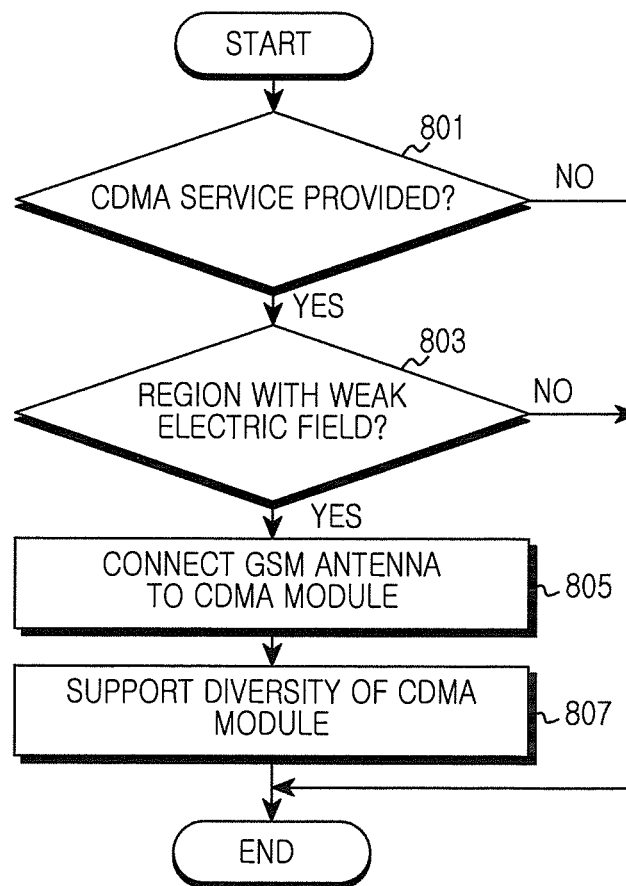 START
801
CDMA SERVICE PROVIDED?
NO
YES
803
REGION WITH WEAK
ELECTRIC FIELD?
NO
YES
CONNECT GSM ANTENNA
TO CDMA MODULE
805
SUPPORT DIVERSITY OF CDMA
MODULE
807
END